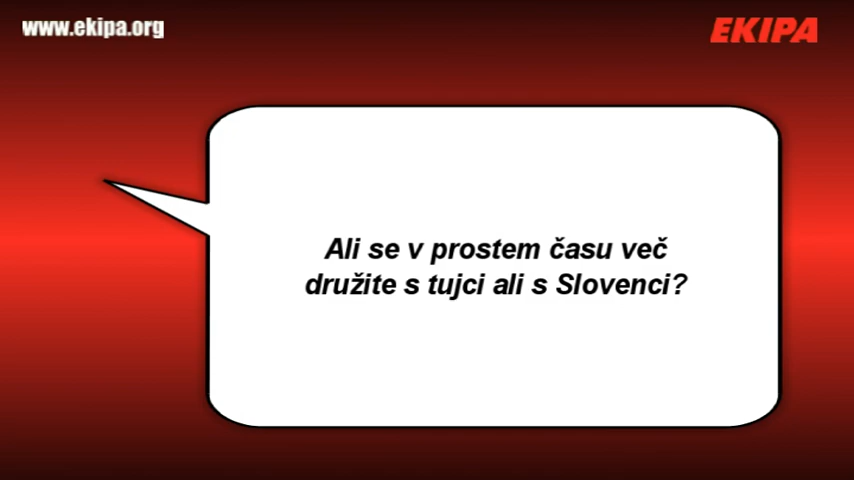 www.ekipa.org
EKIPA
Ali se v prostem času več
družite s tujci ali s Slovenci?